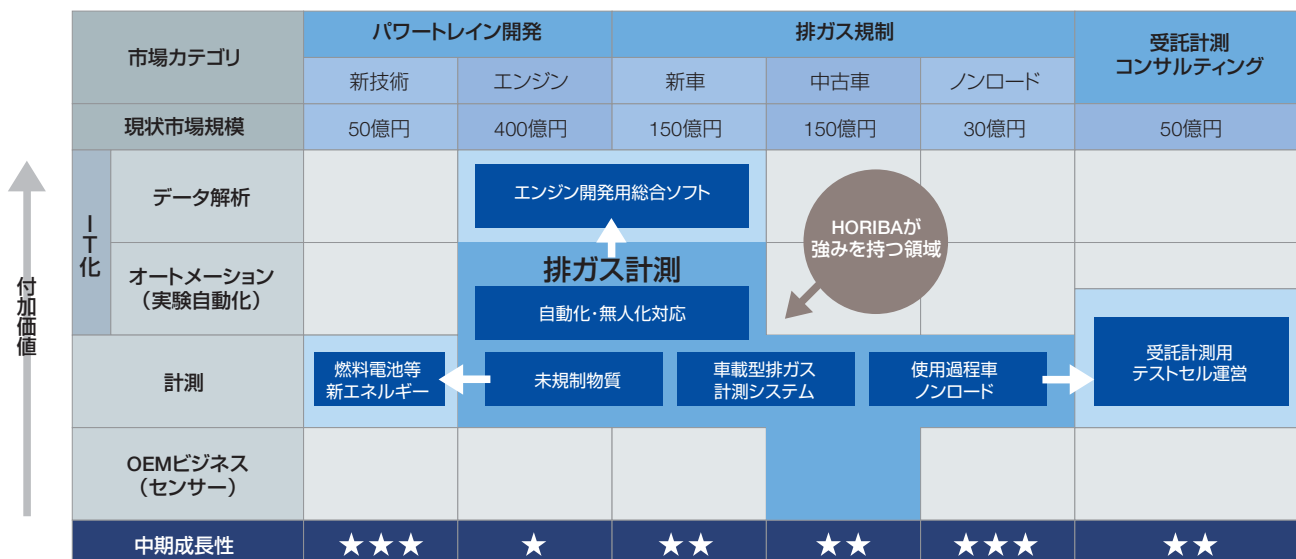 市場カテゴリ
パワートレイン開発
排ガス規制
受託計測
コンサルティング
新技術
エンジン
新車
中古車
ノンロード
現状市場規模
50億円
400億円
150億円
150億円
30億円
50億円
付加価値
IT化
データ解析
エンジン開発用総合ソフト
HORIBAが
強みを持つ領域
オートメーション
（実験自動化）
排ガス計測
自動化・無人化対応
計測
燃料電池等
新エネルギー
未規制物質
車載型排ガス
計測システム
使用過程車
ノンロード
受託計測用
テストセル運営
OEMビジネス
（センサー）
中期成長性
★★★
★
★★
★★
★★★
★★